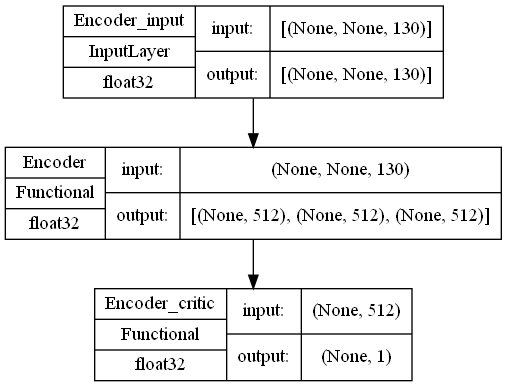 Encoder_input
InputLayer
float32
input:
[(None, None, 130)]
output:
[(None, None, 130)]
Encoder
Functional
float32
input:
(None, None, 130)
output:
[(None, 512), (None, 512), (None, 512)]
Encoder_critic
Functional
float32
input:
(None, 512)
output:
(None, 1)